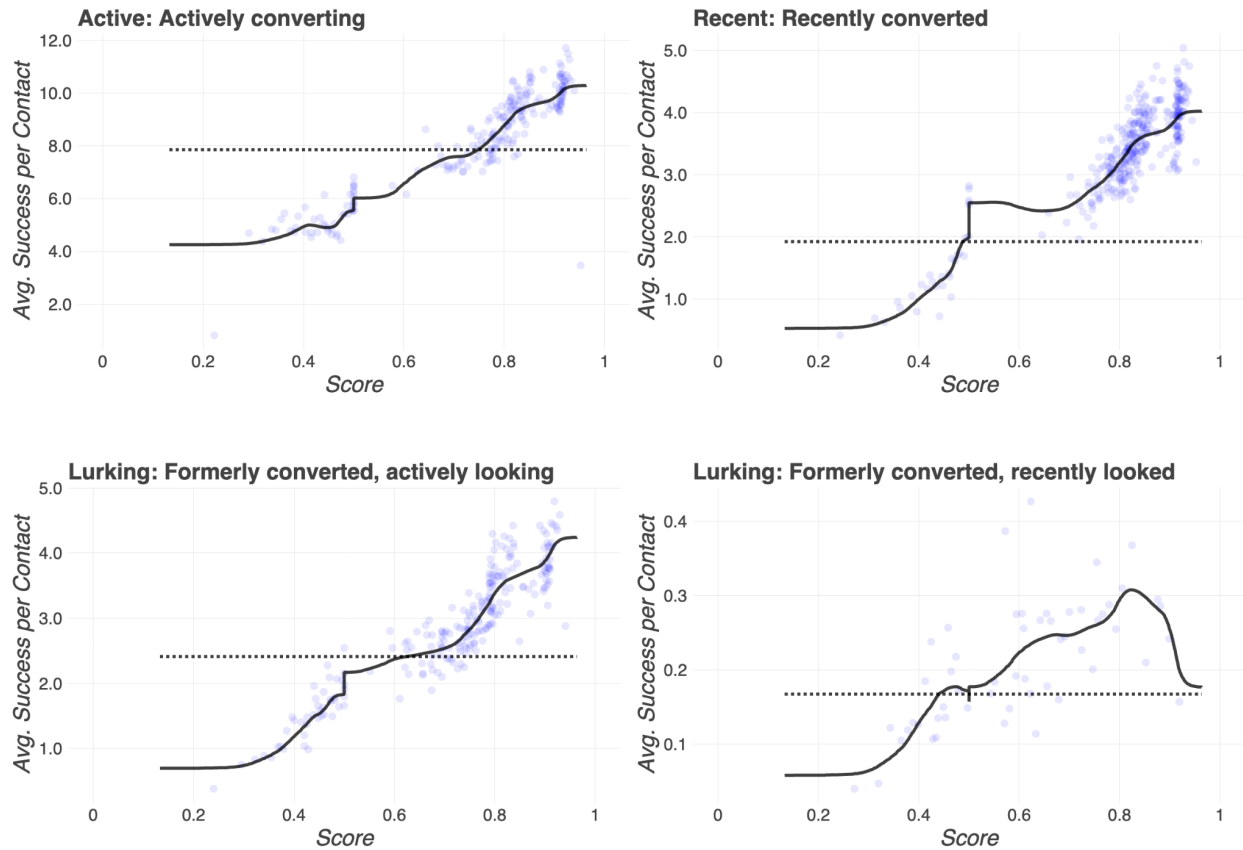 Active: Actively converting
12.0
10.0
8.0
6.0
4.0
2.0
Avg. Success per Contact
0 0.2 0.4 0.6 0.8 1
Score
Recent: Recently converted
5.0
4.0
3.0
2.0
1.0
Avg. Success per Contact
0 0.2 0.4 0.6 0.8 1
Score
Lurking: Formerly converted, actively looking
5.0
4.0
3.0
2.0
1.0
Avg. Success per Contact
0 0.2 0.4 0.6 0.8 1
Score
Lurking: Formerly converted, recently looked
0.4
0.3
0.2
0.1
Avg. Success per Contact
0 0.2 0.4 0.6 0.8 1
Score